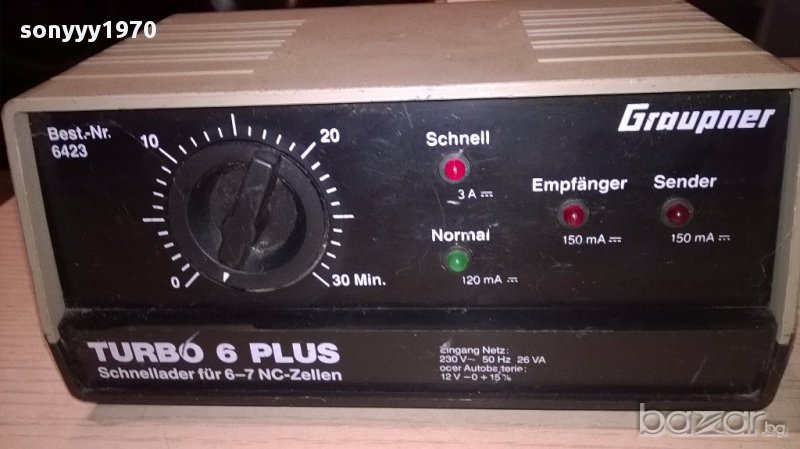 sonyyy1970
Best.-Nr.
6423
10
20
0
30 Min.
Graupner
Schnell
3 A ⎓
Normal
120 mA ⎓
Empfänger
150 mA ⎓
Sender
150 mA ⎓
TURBO 6 PLUS
Schnellader für 6–7 NC-Zellen
Eingang Netz:
230 V~ 50 Hz 26 VA
oder Autobatterie:
12 V –0 + 15 %
bazar.bg